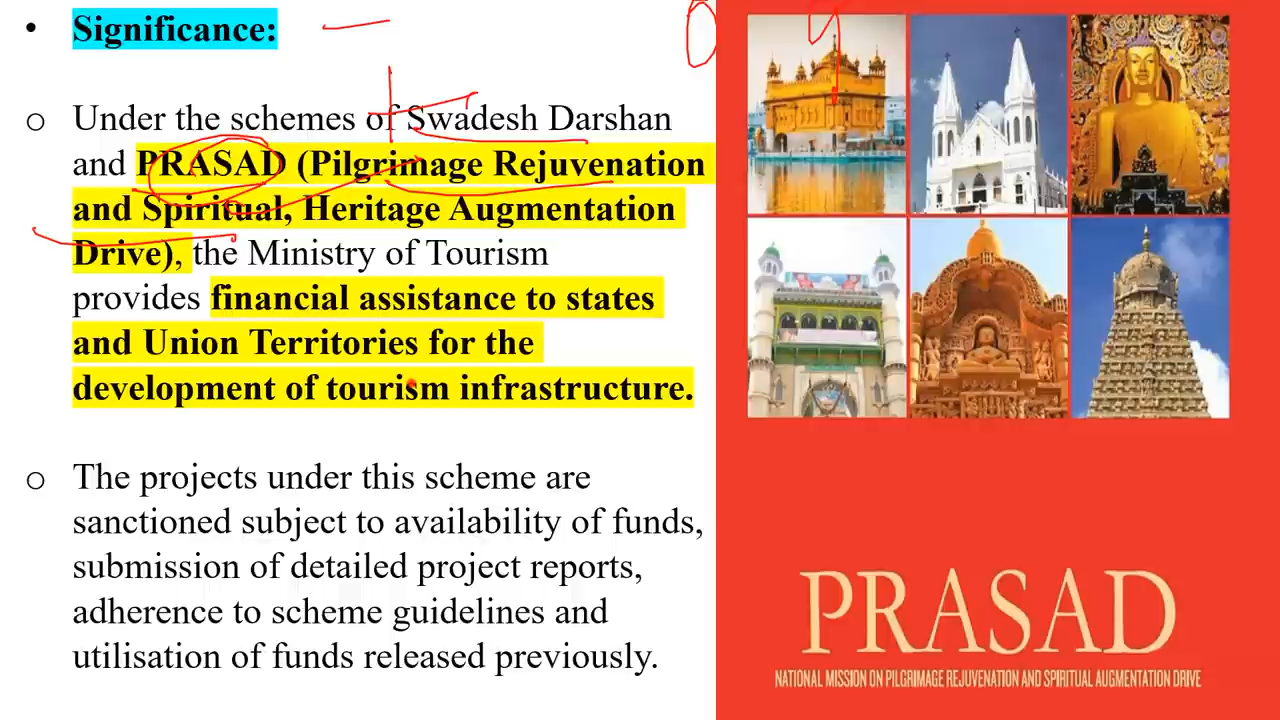 • Significance:
o Under the schemes of Swadesh Darshan
and PRASAD (Pilgrimage Rejuvenation
and Spiritual, Heritage Augmentation
Drive), the Ministry of Tourism
provides financial assistance to states
and Union Territories for the
development of tourism infrastructure.
o The projects under this scheme are
sanctioned subject to availability of funds,
submission of detailed project reports,
adherence to scheme guidelines and
utilisation of funds released previously.
PRASAD
NATIONAL MISSION ON PILGRIMAGE REJUVENATION AND SPIRITUAL AUGMENTATION DRIVE